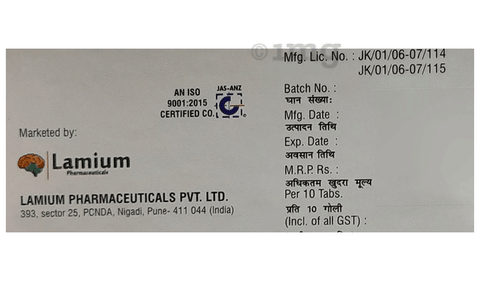 1mg
Mfg. Lic. No. : JK/01/06-07/114
JK/01/06-07/115
JAS-ANZ
AN ISO
9001:2015
CERTIFIED CO.
Marketed by:
Lamium
Pharmaceuticals
LAMIUM PHARMACEUTICALS PVT. LTD.
393, sector 25, PCNDA, Nigadi, Pune- 411 044 (India)
Batch No. :
घान संख्या:
Mfg. Date :
उत्पादन तिथि
Exp. Date :
अवसान तिथि
M.R.P. Rs :
अधिकतम खुदरा मूल्य
Per 10 Tabs.
प्रति 10 गोली
(Incl. of all GST) :